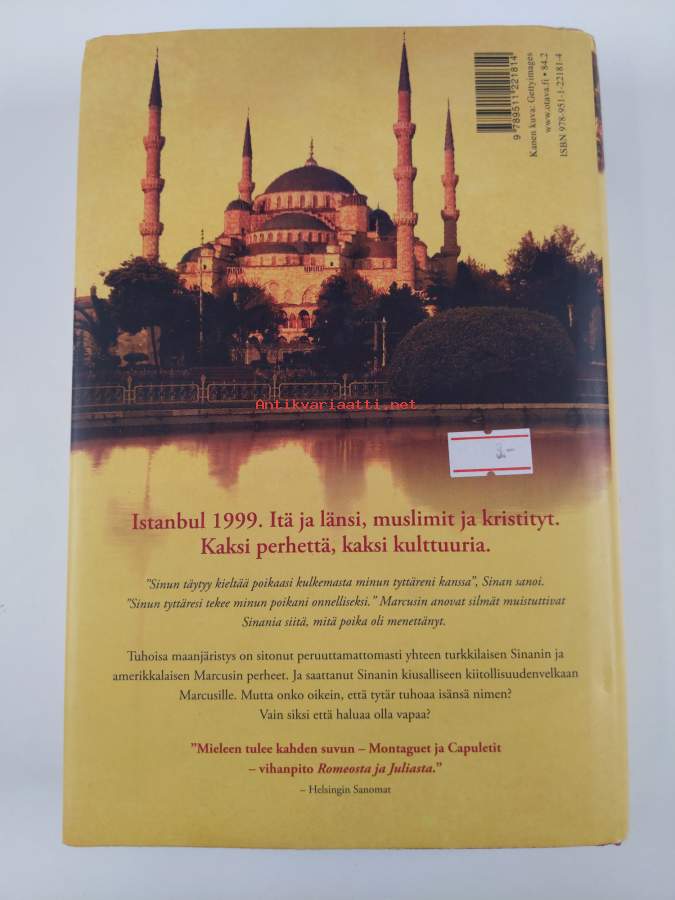 9 789511 221814
Kanen kuva: Gettyimages
www.otava.fi • 84.2
ISBN 978-951-1-22181-4
Antikvariaatti.net
3.-
Istanbul 1999. Itä ja länsi, muslimit ja kristityt.
Kaksi perhettä, kaksi kulttuuria.
"Sinun täytyy kieltää poikaasi kulkemasta minun tyttäreni kanssa", Sinan sanoi.
"Sinun tyttäresi tekee minun poikani onnelliseksi." Marcusin anovat silmät muistuttivat
Sinania siitä, mitä poika oli menettänyt.
Tuhoisa maanjäristys on sitonut peruuttamattomasti yhteen turkkilaisen Sinanin ja
amerikkalaisen Marcusin perheet. Ja saattanut Sinanin kiusalliseen kiitollisuudenvelkaan
Marcusille. Mutta onko oikein, että tytär tuhoaa isänsä nimen?
Vain siksi että haluaa olla vapaa?
"Mieleen tulee kahden suvun – Montaguet ja Capuletit
– vihanpito Romeosta ja Juliasta."
– Helsingin Sanomat